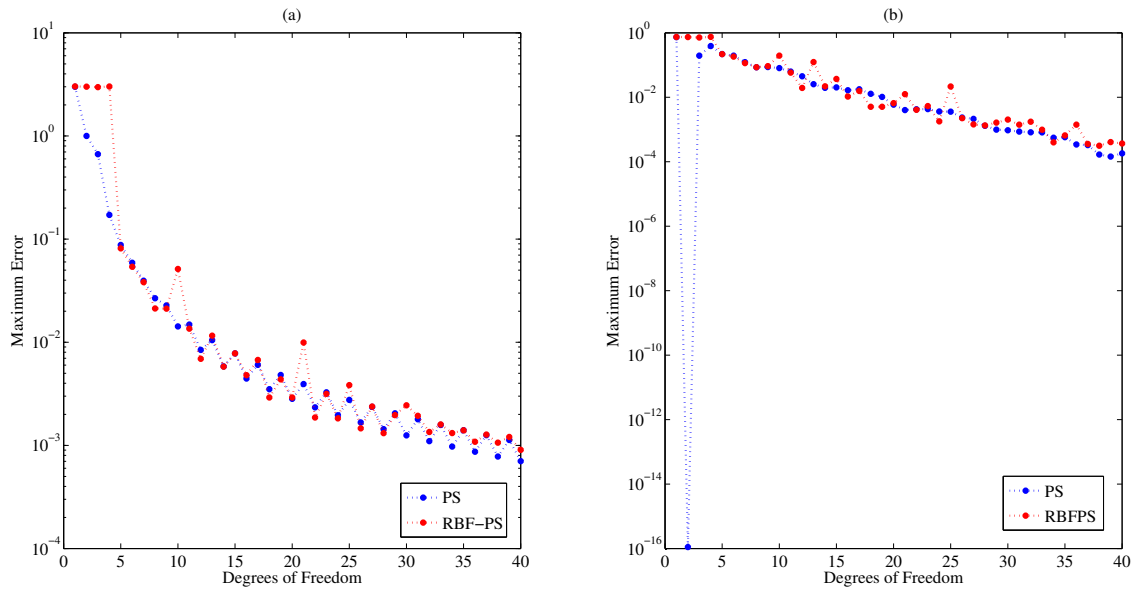 (a)
Maximum Error
10^1
10^0
10^-1
10^-2
10^-3
10^-4
0 5 10 15 20 25 30 35 40
Degrees of Freedom
PS
RBF-PS
(b)
Maximum Error
10^0
10^-2
10^-4
10^-6
10^-8
10^-10
10^-12
10^-14
10^-16
0 5 10 15 20 25 30 35 40
Degrees of Freedom
PS
RBFPS